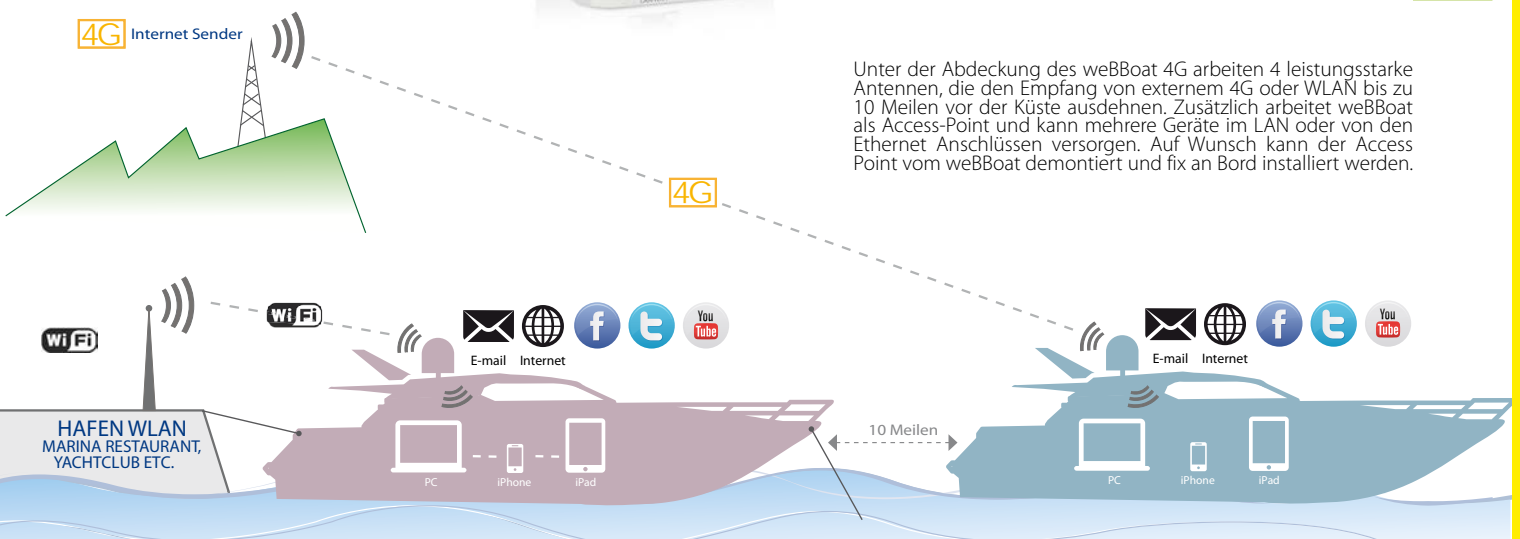 4G Internet Sender
Unter der Abdeckung des weBBoat 4G arbeiten 4 leistungsstarke
Antennen, die den Empfang von externem 4G oder WLAN bis zu
10 Meilen vor der Küste ausdehnen. Zusätzlich arbeitet weBBoat
als Access-Point und kann mehrere Geräte im LAN oder von den
Ethernet Anschlüssen versorgen. Auf Wunsch kann der Access
Point vom weBBoat demontiert und fix an Bord installiert werden.
4G
Wi Fi
Wi Fi
You
Tube
E-mail Internet
You
Tube
E-mail Internet
HAFEN WLAN
MARINA RESTAURANT,
YACHTCLUB ETC.
10 Meilen
PC iPhone iPad
PC iPhone iPad